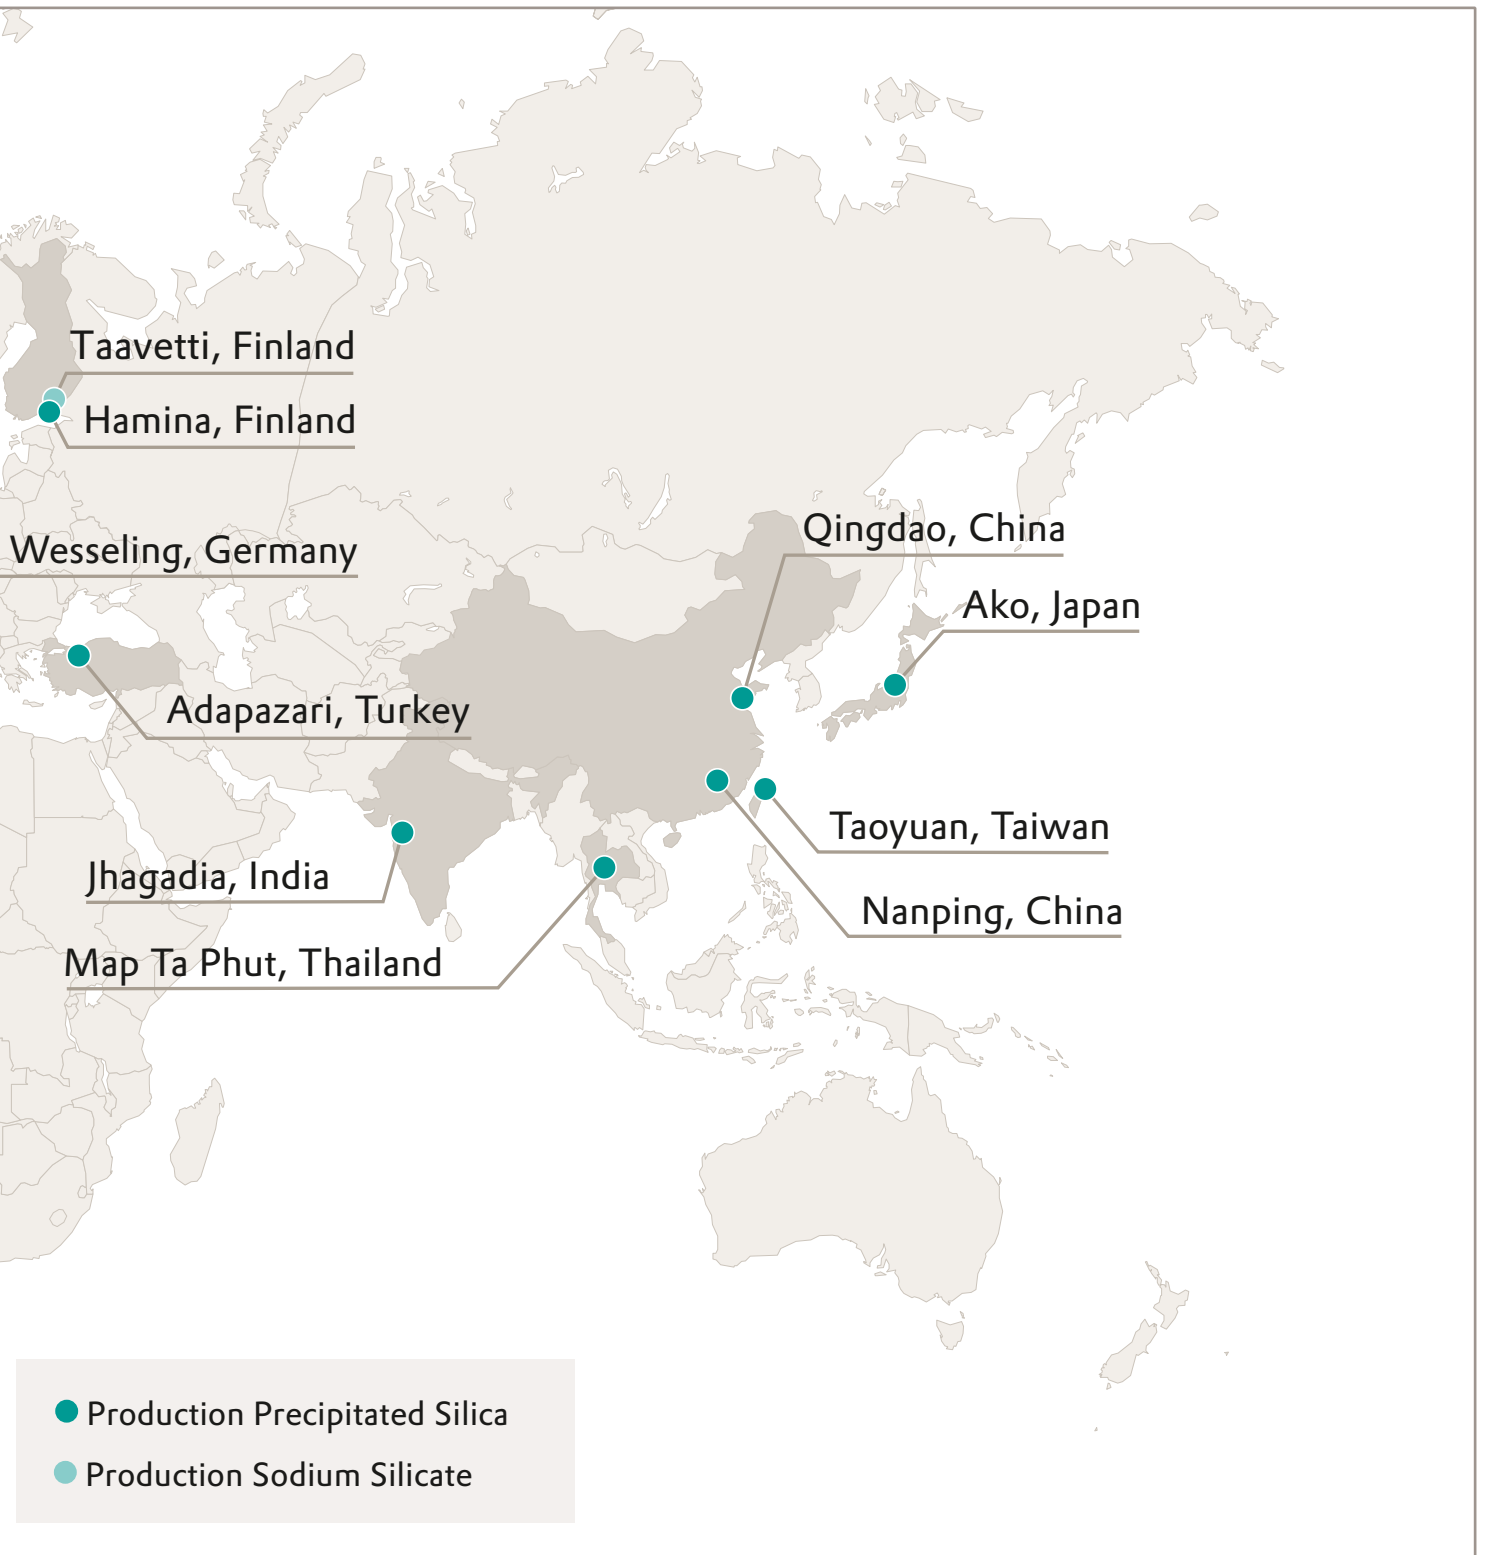 Taavetti, Finland
Hamina, Finland
Qingdao, China
Wesseling, Germany
Ako, Japan
Adapazari, Turkey
Taoyuan, Taiwan
Jhagadia, India
Nanping, China
Map Ta Phut, Thailand
Production Precipitated Silica
Production Sodium Silicate